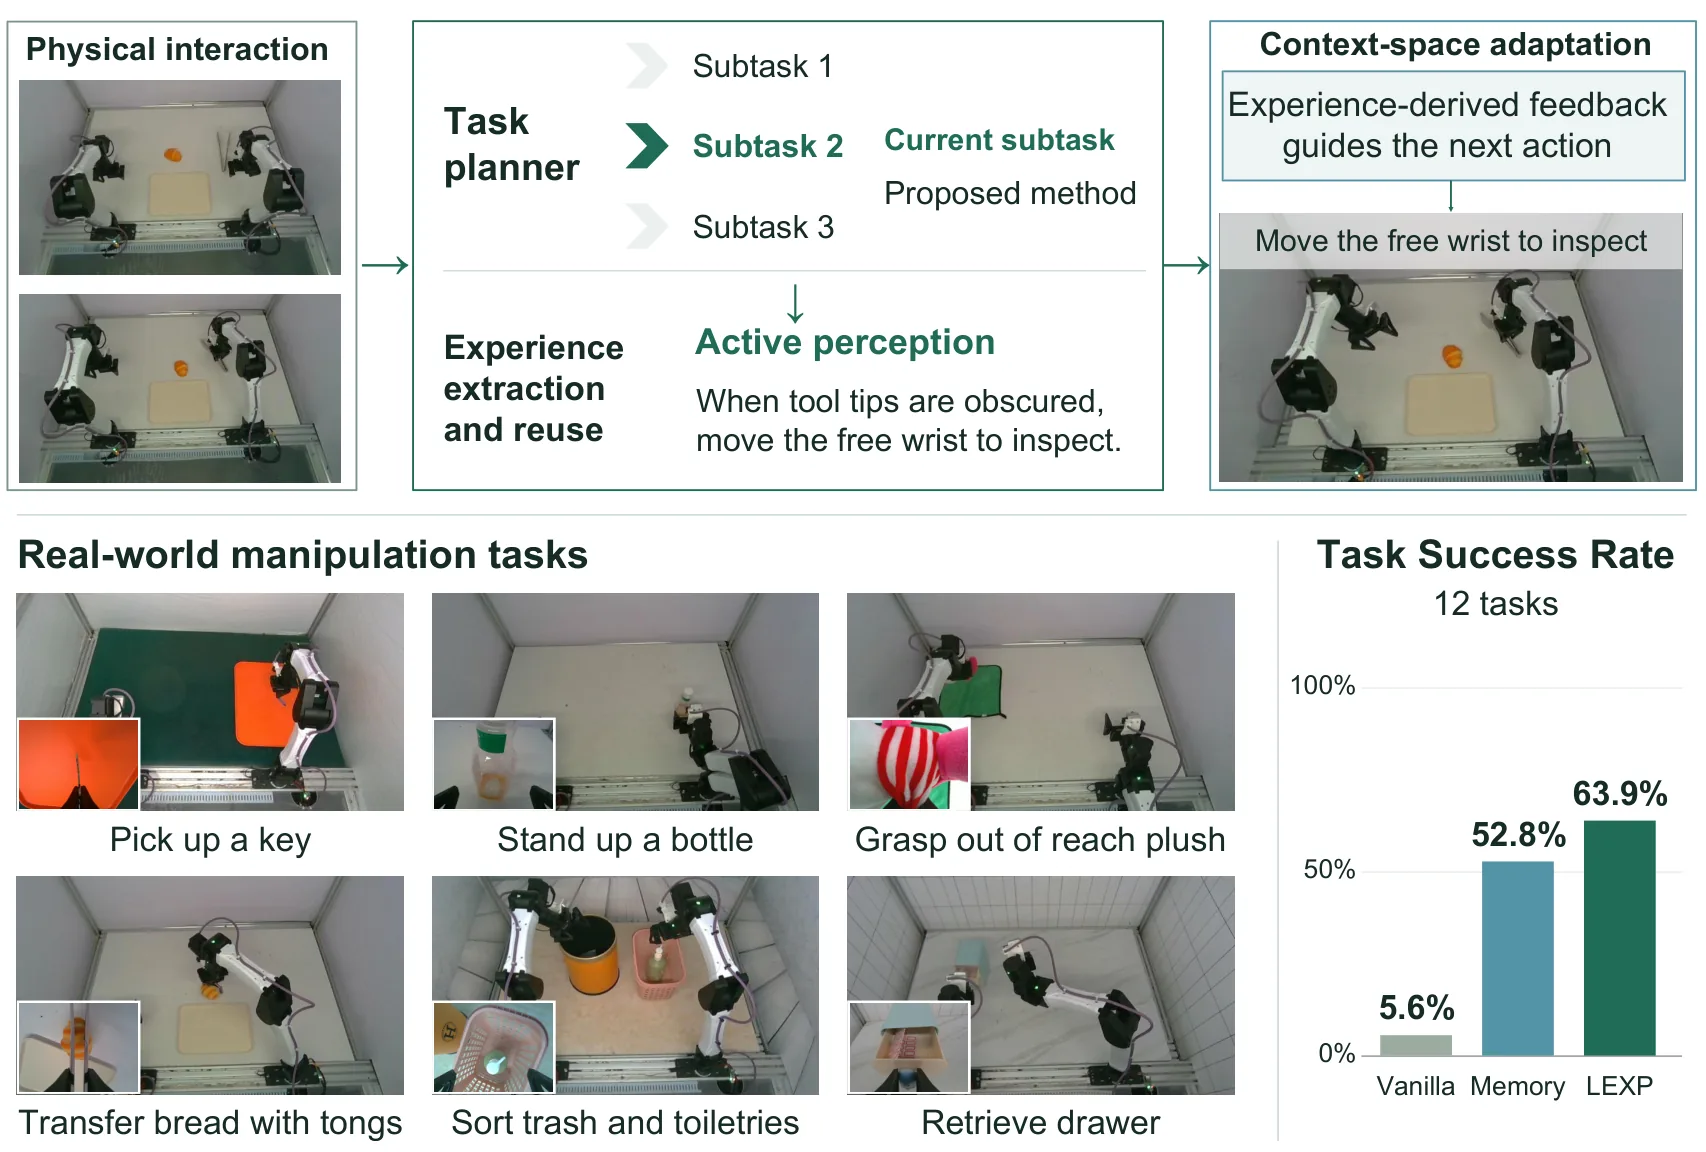 Physical interaction
Task
planner
Subtask 1
Subtask 2
Subtask 3
Current subtask
Proposed method
Experience
extraction
and reuse
Active perception
When tool tips are obscured,
move the free wrist to inspect.
Context-space adaptation
Experience-derived feedback
guides the next action
Move the free wrist to inspect
Real-world manipulation tasks
Pick up a key
Stand up a bottle
Grasp out of reach plush
Transfer bread with tongs
Sort trash and toiletries
Retrieve drawer
Task Success Rate
12 tasks
100%
50%
0%
5.6%
52.8%
63.9%
Vanilla
Memory
LEXP